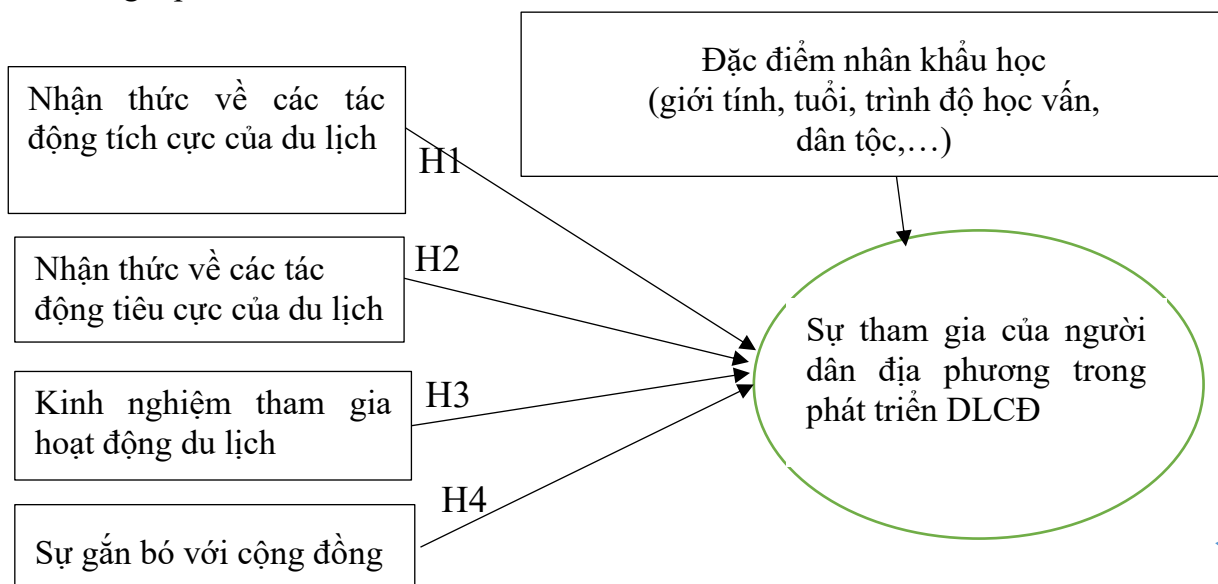 Đặc điểm nhân khẩu học
(giới tính, tuổi, trình độ học vấn,
dân tộc,…)
Nhận thức về các tác
động tích cực của du lịch
H1
Nhận thức về các tác
động tiêu cực của du lịch
H2
Kinh nghiệm tham gia
hoạt động du lịch
H3
Sự gắn bó với cộng đồng
H4
Sự tham gia của người
dân địa phương trong
phát triển DLCĐ